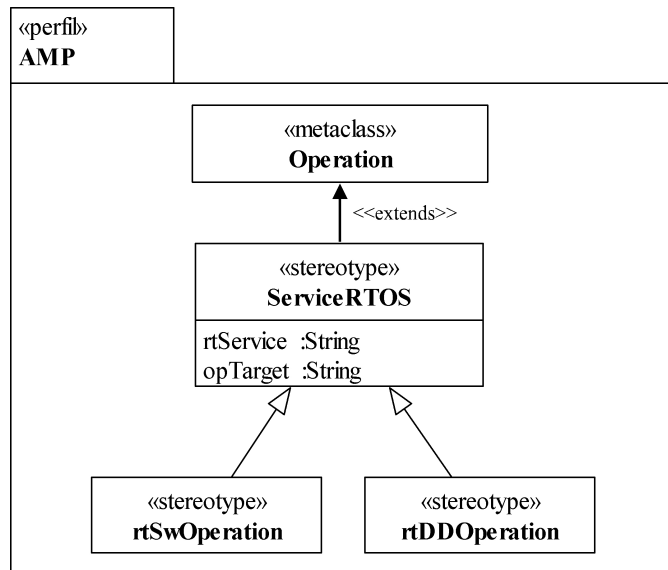 «perfil»
AMP
«metaclass»
Operation
<<extends>>
«stereotype»
ServiceRTOS
rtService :String
opTarget :String
«stereotype»
rtSwOperation
«stereotype»
rtDDOperation